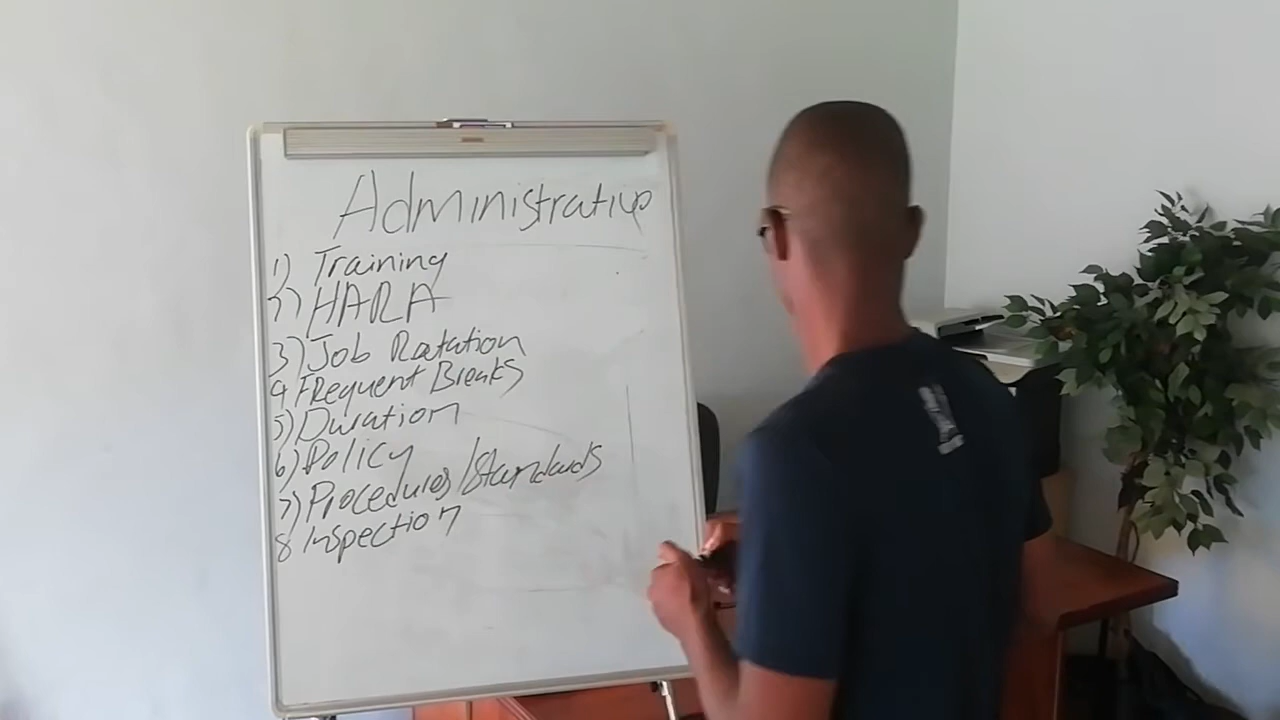 Administrative
1) Training
2) HARA
3) Job Rotation
4 Frequent Breaks
5) Duration
6) Policy
7) Procedures/Standards
8 Inspection